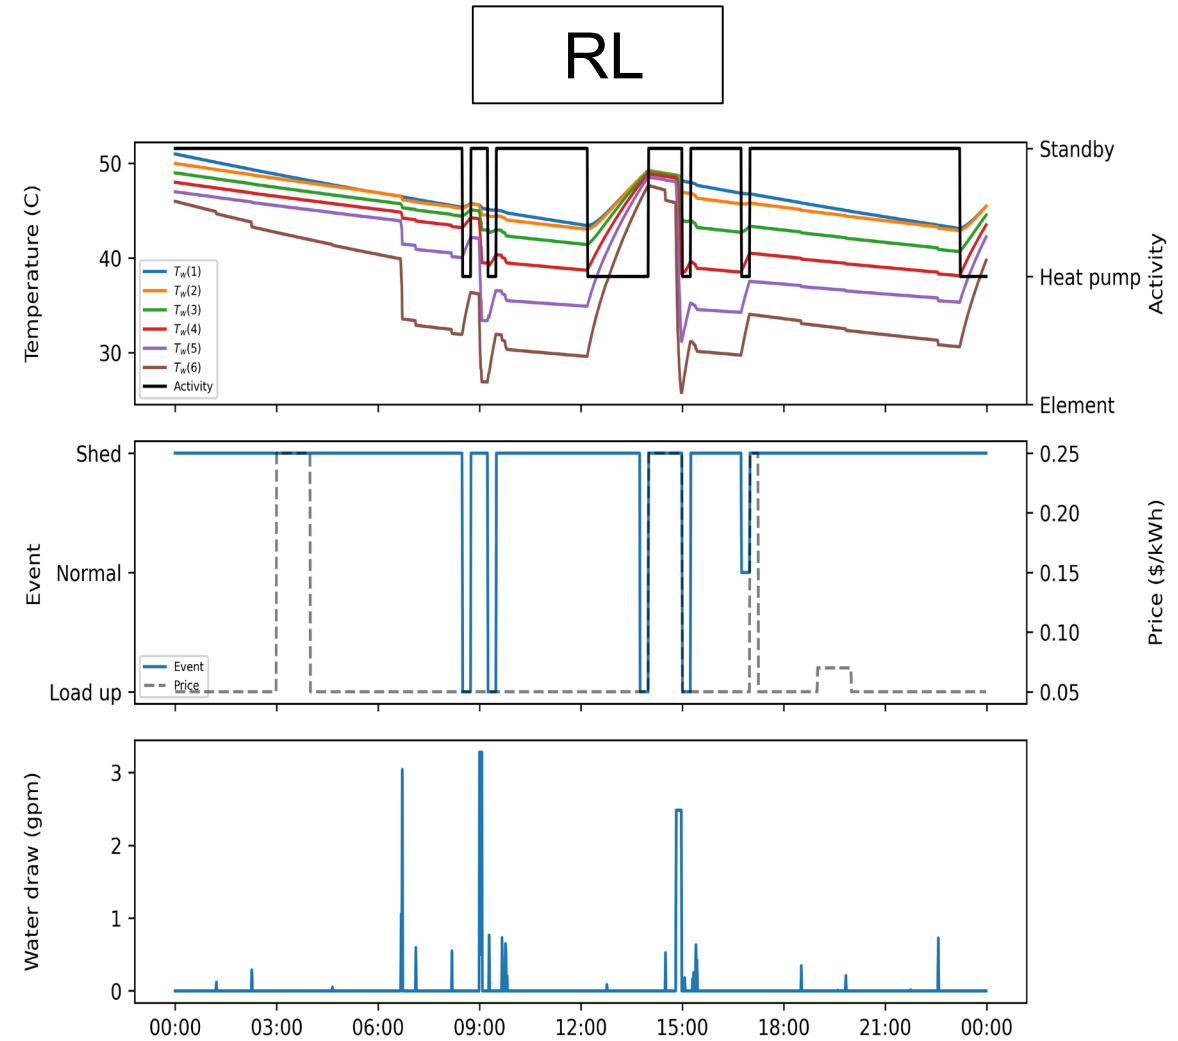 RL
Temperature (C)
50
40
30
Tw(1)
Tw(2)
Tw(3)
Tw(4)
Tw(5)
Tw(6)
Activity
Standby
Heat pump
Element
Activity
Event
Shed
Normal
Load up
Event
Price
0.25
0.20
0.15
0.10
0.05
Price ($/kWh)
Water draw (gpm)
3
2
1
0
00:00 03:00 06:00 09:00 12:00 15:00 18:00 21:00 00:00